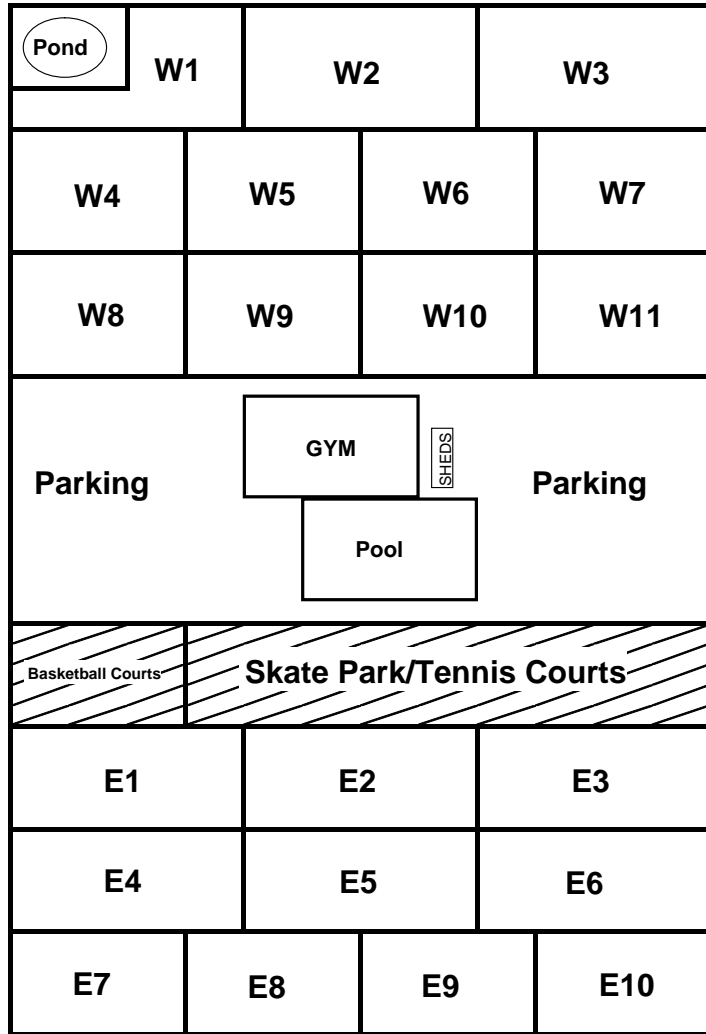 Pond
W1
W2
W3
W4
W5
W6
W7
W8
W9
W10
W11
GYM
SHEDS
Parking
Parking
Pool
Basketball Courts
Skate Park/Tennis Courts
E1
E2
E3
E4
E5
E6
E7
E8
E9
E10